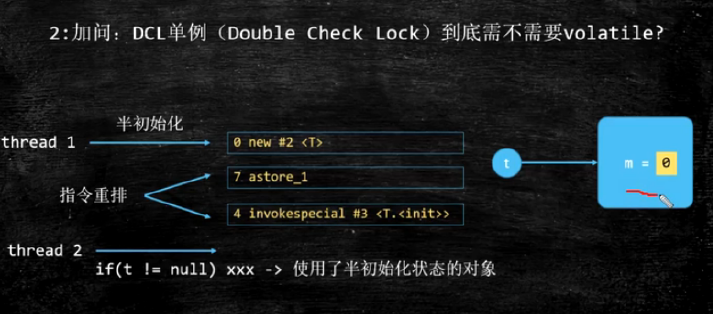 2:加问：DCL单例（Double Check Lock）到底需不需要volatile?
半初始化
thread 1
0 new #2 <T>
指令重排
7 astore_1
4 invokespecial #3 <T.<init>>
t
m = 0
thread 2
if(t != null) xxx -> 使用了半初始化状态的对象